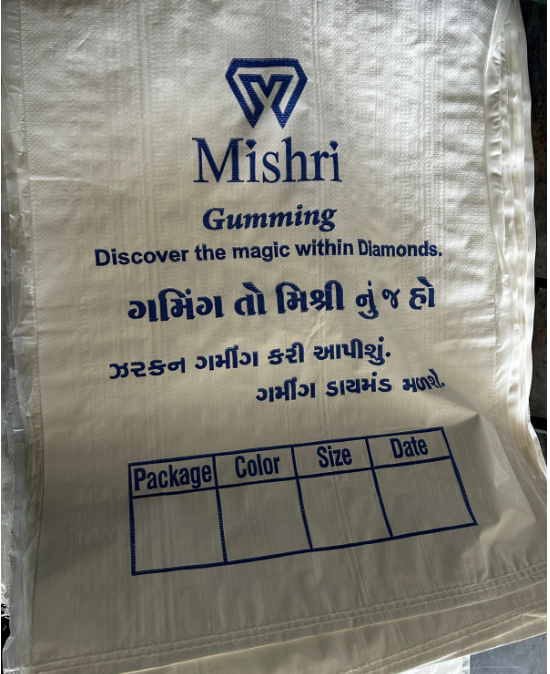 Mishri
Gumming
Discover the magic within Diamonds.
ગમિંગ તો મિશ્રી નું જ હો
ઝરકન ગમીંગ કરી આપીશું.
ગમીંગ ડાયમંડ મળશે.
Package Color Size Date